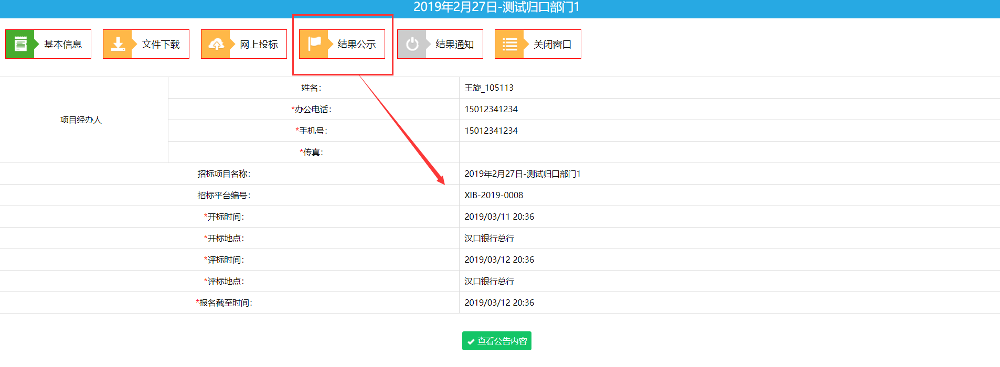 2019年2月27日-测试归口部门1
基本信息 文件下载 网上投标 结果公示 结果通知 关闭窗口
项目经办人
姓名: 王旋_105113
*办公电话: 15012341234
*手机号: 15012341234
*传真:
招标项目名称: 2019年2月27日-测试归口部门1
招标平台编号: XIB-2019-0008
*开标时间: 2019/03/11 20:36
*开标地点: 汉口银行总行
*评标时间: 2019/03/12 20:36
*评标地点: 汉口银行总行
*报名截至时间: 2019/03/12 20:36
查看公告内容